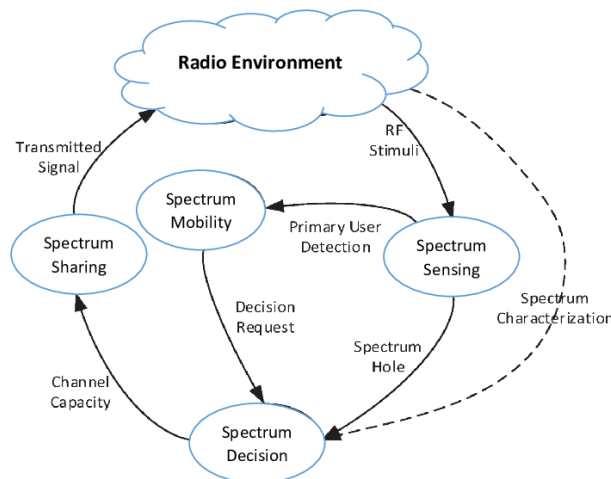 Radio Environment
Transmitted
Signal
RF
Stimuli
Spectrum
Mobility
Primary User
Detection
Spectrum
Sharing
Spectrum
Sensing
Decision
Request
Spectrum
Characterization
Spectrum
Hole
Channel
Capacity
Spectrum
Decision